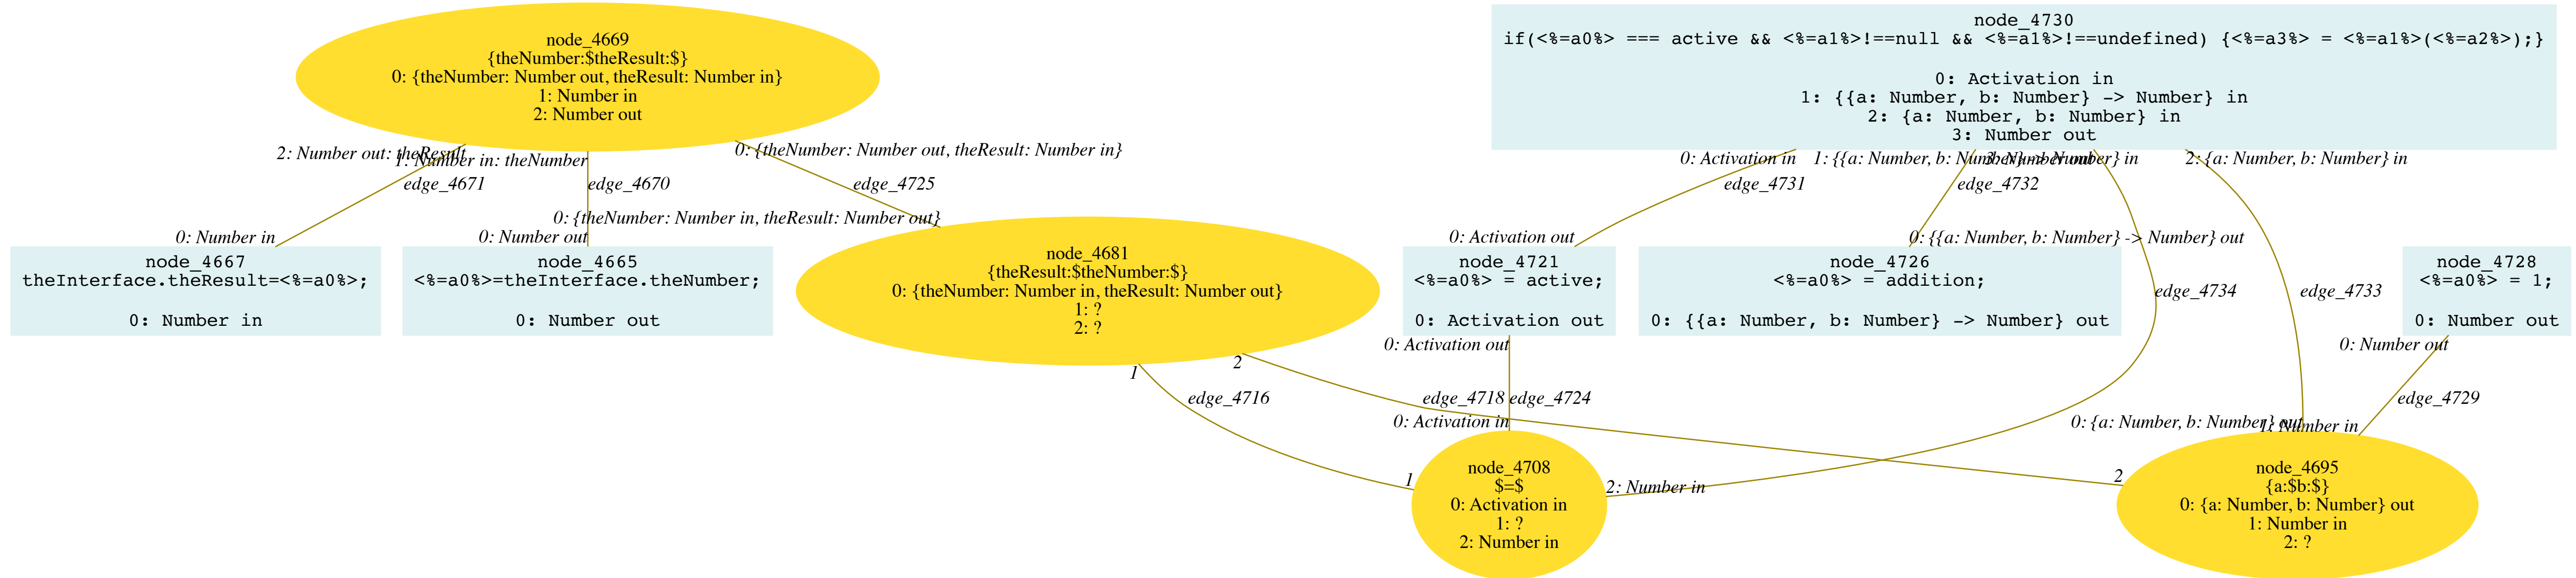 node_4669
{theNumber:$theResult:$}
0: {theNumber: Number out, theResult: Number in}
1: Number in
2: Number out
node_4730
if(<%=a0%> === active && <%=a1%>!==null && <%=a1%>!==undefined) {<%=a3%> = <%=a1%>(<%=a2%>);}
0: Activation in
1: {{a: Number, b: Number} -> Number} in
2: {a: Number, b: Number} in
3: Number out
2: Number out: theResult
1: Number in: theNumber
0: {theNumber: Number out, theResult: Number in}
0: Activation in
1: {{a: Number, b: Number} -> Number} in
3: Number out
2: {a: Number, b: Number} in
edge_4671
edge_4670
edge_4725
edge_4731
edge_4732
0: Number in
0: Number out
0: {theNumber: Number in, theResult: Number out}
0: Activation out
0: {{a: Number, b: Number} -> Number} out
node_4667
theInterface.theResult=<%=a0%>;
0: Number in
node_4665
<%=a0%>=theInterface.theNumber;
0: Number out
node_4681
{theResult:$theNumber:$}
0: {theNumber: Number in, theResult: Number out}
1: ?
2: ?
node_4721
<%=a0%> = active;
0: Activation out
node_4726
<%=a0%> = addition;
0: {{a: Number, b: Number} -> Number} out
edge_4734
edge_4733
node_4728
<%=a0%> = 1;
0: Number out
1
2
0: Activation out
0: Number out
edge_4716
edge_4718
edge_4724
edge_4729
0: Activation in
0: {a: Number, b: Number} out
1: Number in
1
2: Number in
2
node_4708
$=$
0: Activation in
1: ?
2: Number in
node_4695
{a:$b:$}
0: {a: Number, b: Number} out
1: Number in
2: ?